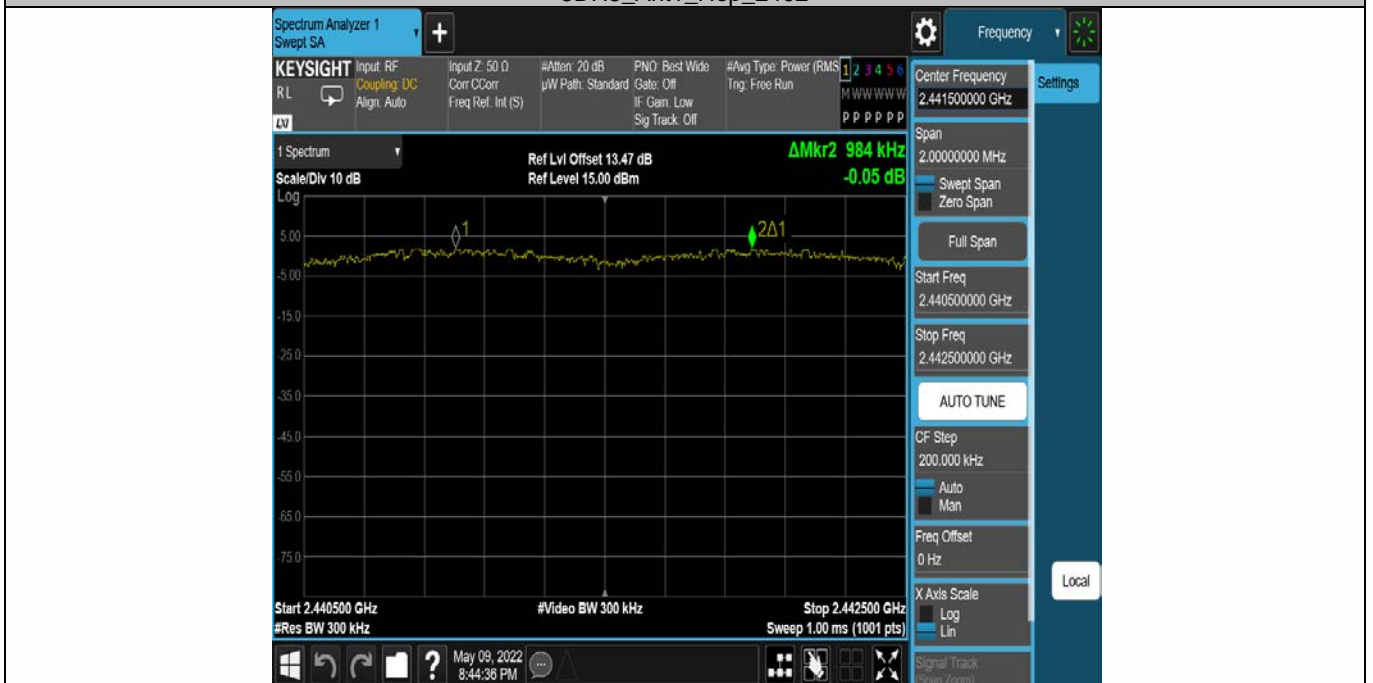 Spectrum Analyzer 1
Swept SA
+
Frequency
KEYSIGHT
RL
LXI
Input: RF
Coupling: DC
Align: Auto
Input Z: 50 Ω
Corr CCorr
Freq Ref: Int (S)
#Atten: 20 dB
µW Path: Standard
PNO: Best Wide
Gate: Off
IF Gain: Low
Sig Track: Off
#Avg Type: Power (RMS
Trig: Free Run
1 2 3 4 5 6
M W W W W W
P P P P P P
1 Spectrum
Scale/Div 10 dB
Log
Ref Lvl Offset 13.47 dB
Ref Level 15.00 dBm
ΔMkr2 984 kHz
-0.05 dB
1
2Δ1
5.00
-5.00
-15.0
-25.0
-35.0
-45.0
-55.0
-65.0
-75.0
Start 2.440500 GHz
#Res BW 300 kHz
#Video BW 300 kHz
Stop 2.442500 GHz
Sweep 1.00 ms (1001 pts)
?
May 09, 2022
8:44:36 PM
Center Frequency
2.441500000 GHz
Settings
Span
2.00000000 MHz
Swept Span
Zero Span
Full Span
Start Freq
2.440500000 GHz
Stop Freq
2.442500000 GHz
AUTO TUNE
CF Step
200.000 kHz
Auto
Man
Freq Offset
0 Hz
X Axis Scale
Log
Lin
Local
Signal Track
(Span Zoom)